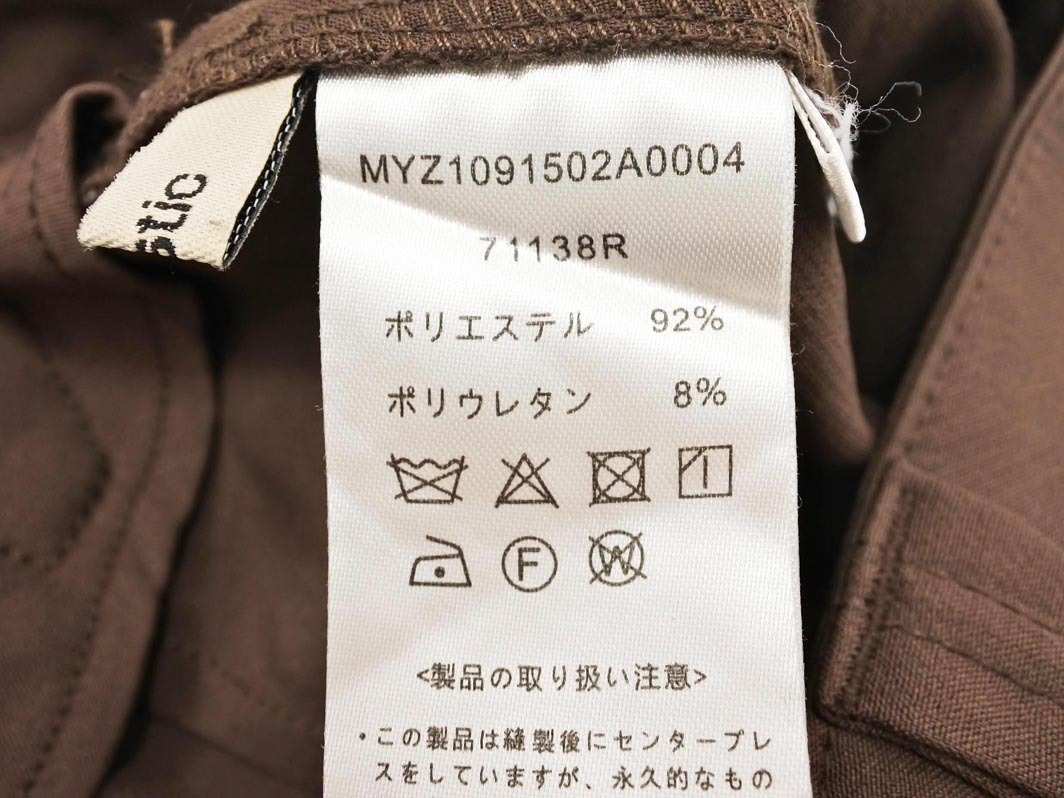 stic
MYZ1091502A0004
71138R
ポリエステル 92%
ポリウレタン 8%
F W
<製品の取り扱い注意>
・この製品は縫製後にセンタープレ
スをしていますが、永久的なもの